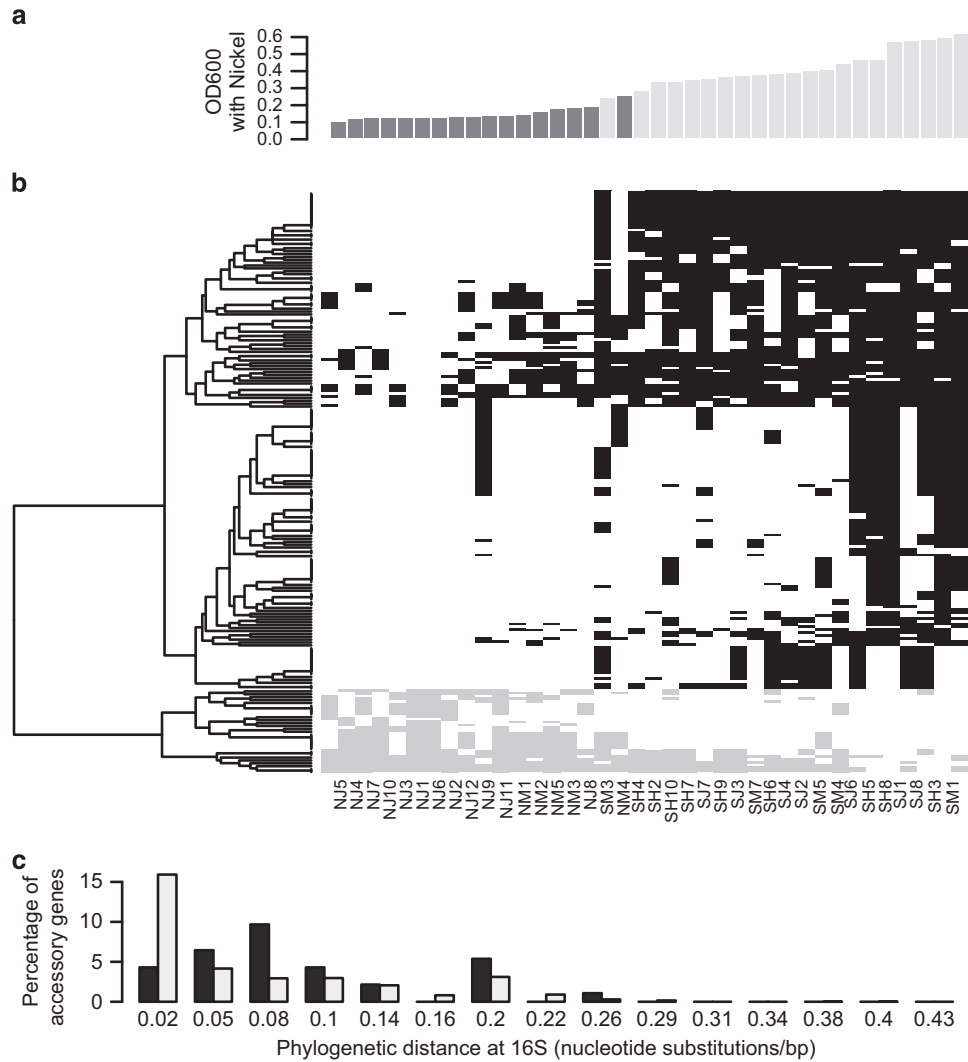 a
OD600
with Nickel
0.6
0.5
0.4
0.3
0.2
0.1
0.0
b
NJ5
NJ4
NJ7
NJ10
NJ3
NJ1
NJ6
NJ2
NJ12
NJ9
NJ11
NM1
NM2
NM5
NM3
NJ8
SM3
NM4
SH4
SH2
SH10
SH7
SJ7
SH9
SJ3
SM7
SH6
SJ4
SJ2
SM5
SM4
SJ6
SH5
SH8
SJ1
SJ8
SH3
SM1
c
Percentage of
accessory genes
15
10
5
0
0.02 0.05 0.08 0.1 0.14 0.16 0.2 0.22 0.26 0.29 0.31 0.34 0.38 0.4 0.43
Phylogenetic distance at 16S (nucleotide substitutions/bp)